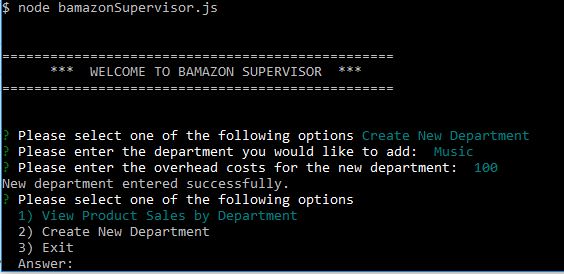 $ node bamazonSupervisor.js
=================================================
*** WELCOME TO BAMAZON SUPERVISOR ***
=================================================
? Please select one of the following options Create New Department
? Please enter the department you would like to add: Music
? Please enter the overhead costs for the new department: 100
New department entered successfully.
? Please select one of the following options
1) View Product Sales by Department
2) Create New Department
3) Exit
Answer: